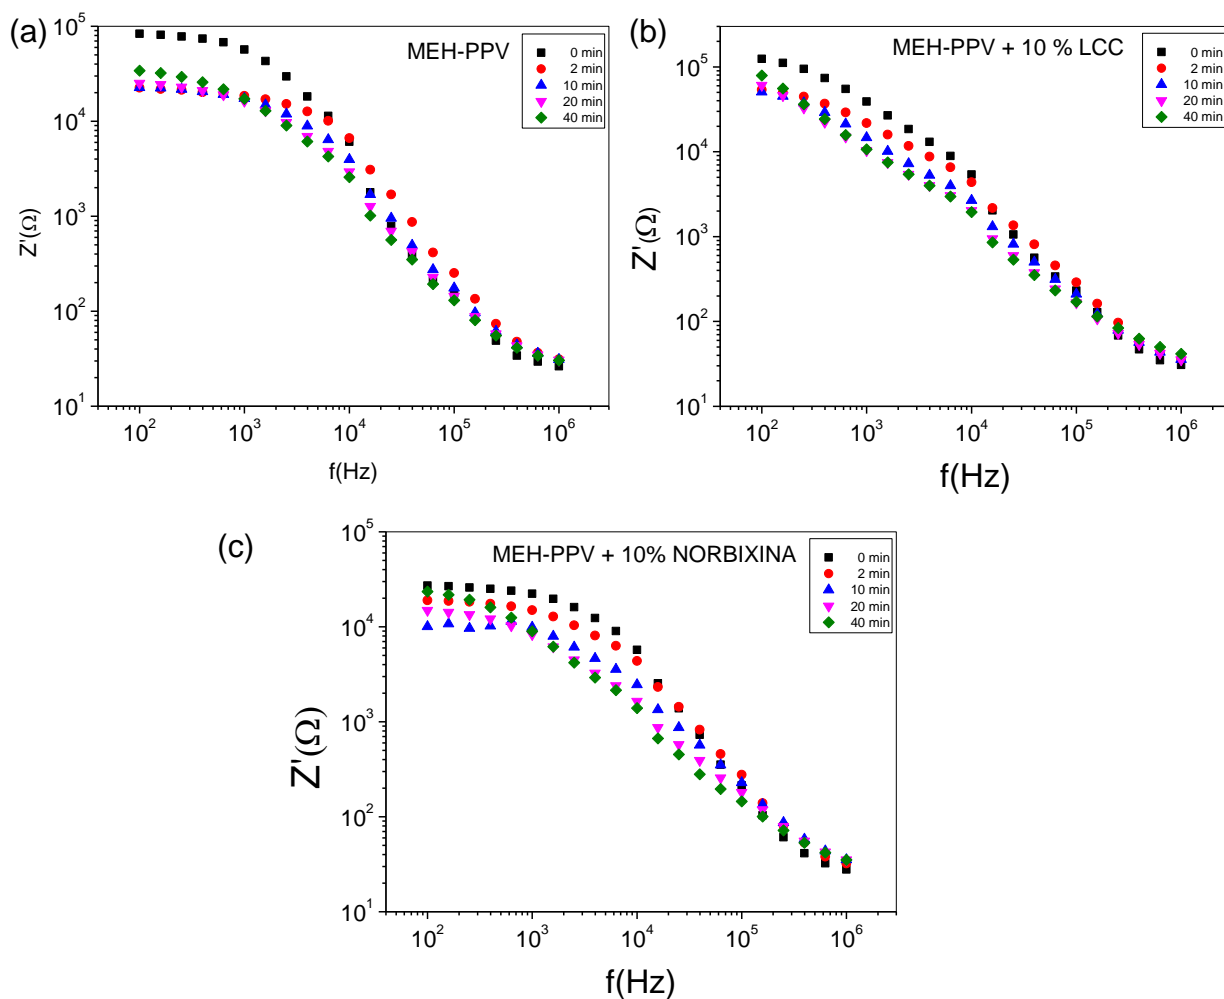 (a)
MEH-PPV
0 min
2 min
10 min
20 min
40 min
10^5
10^4
10^3
10^2
10^1
Z'(Ω)
10^2 10^3 10^4 10^5 10^6
f(Hz)
(b)
MEH-PPV + 10 % LCC
0 min
2 min
10 min
20 min
40 min
10^5
10^4
10^3
10^2
10^1
Z'(Ω)
10^2 10^3 10^4 10^5 10^6
f(Hz)
(c)
MEH-PPV + 10% NORBIXINA
0 min
2 min
10 min
20 min
40 min
10^5
10^4
10^3
10^2
10^1
Z'(Ω)
10^2 10^3 10^4 10^5 10^6
f(Hz)